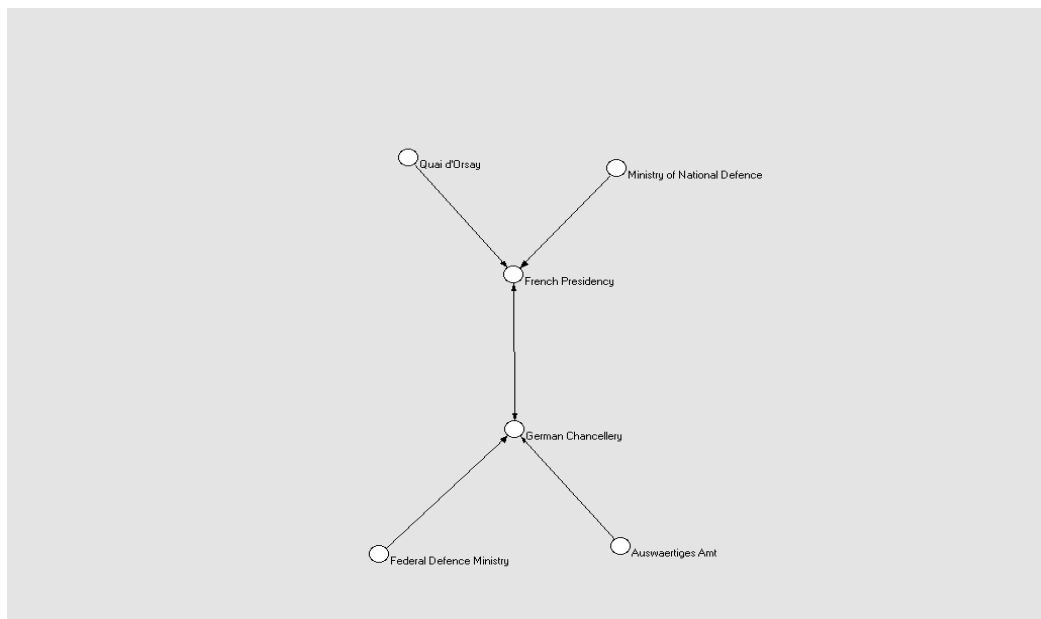 Quai d'Orsay
Ministry of National Defence
French Presidency
German Chancellery
Federal Defence Ministry
Auswaertiges Amt